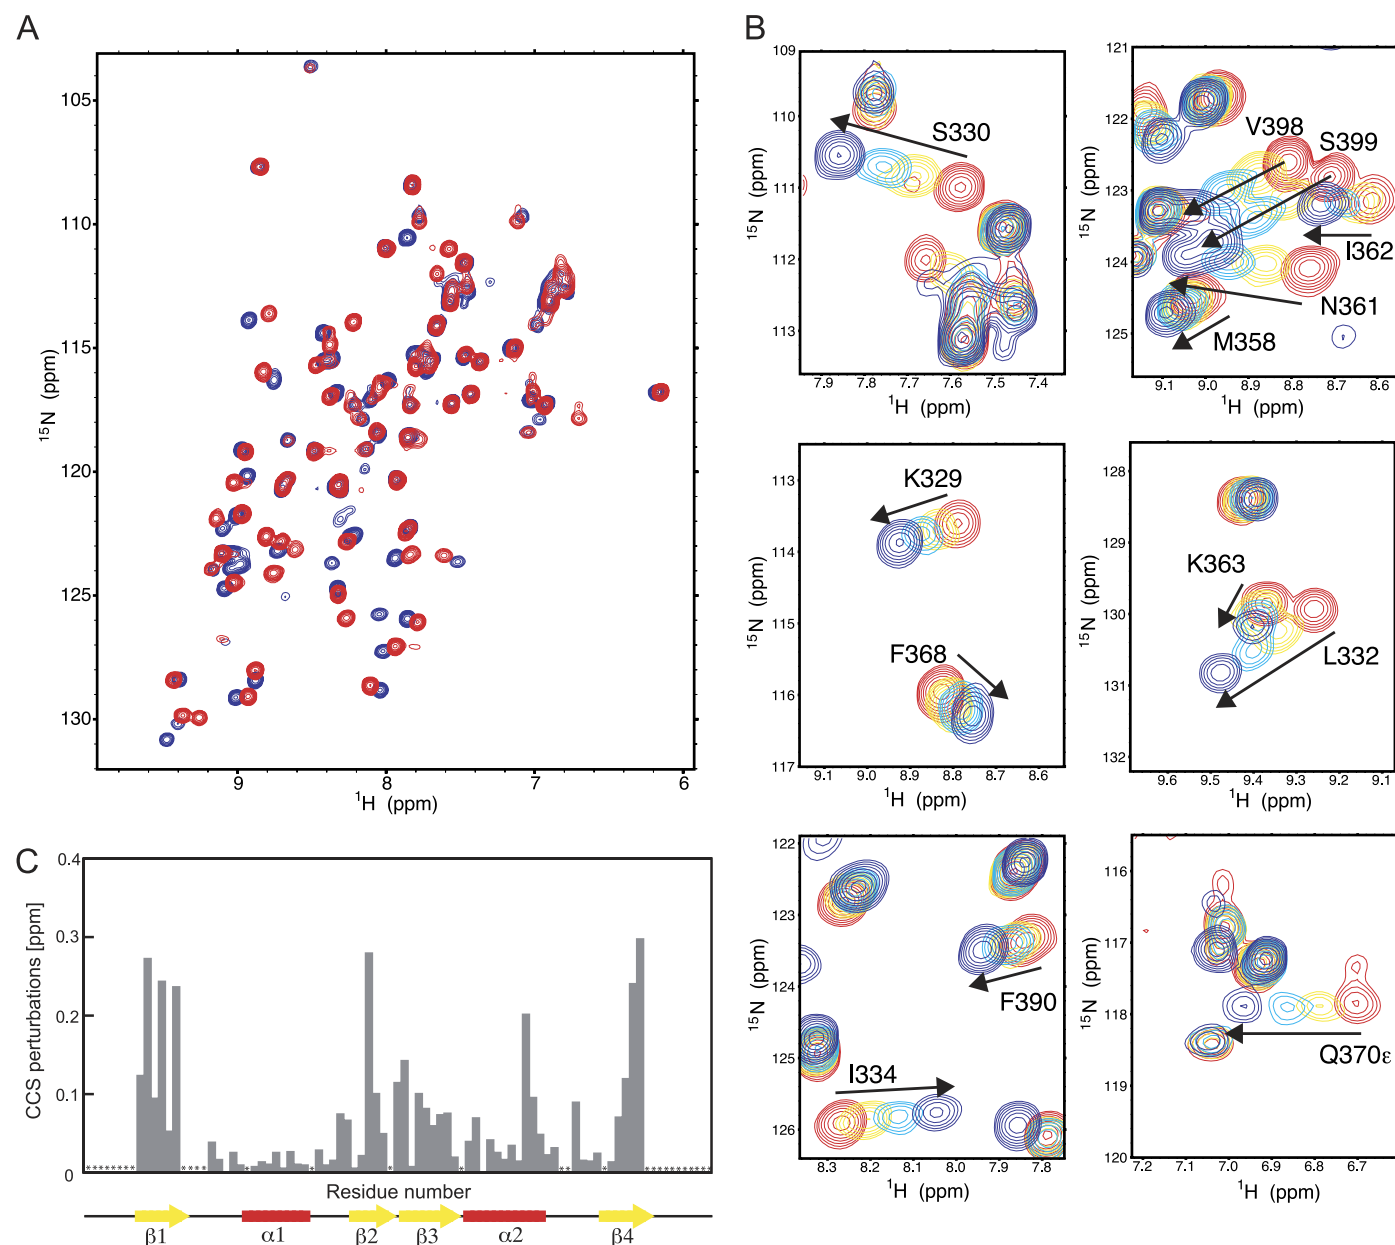 A
105
110
115
120
125
130
15N (ppm)
9
8
7
6
1H (ppm)
B
109
110
111
112
113
15N (ppm)
S330
7.9
7.8
7.7
7.6
7.5
7.4
1H (ppm)
121
122
123
124
125
15N (ppm)
V398
S399
I362
N361
M358
9.1
9.0
8.9
8.8
8.7
8.6
1H (ppm)
113
114
115
116
117
15N (ppm)
K329
F368
9.1
9.0
8.9
8.8
8.7
8.6
1H (ppm)
128
129
130
131
132
15N (ppm)
K363
L332
9.6
9.5
9.4
9.3
9.2
9.1
1H (ppm)
122
123
124
125
126
15N (ppm)
F390
I334
8.3
8.2
8.1
8.0
7.9
7.8
1H (ppm)
116
117
118
119
120
15N (ppm)
Q370ε
7.2
7.1
7.0
6.9
6.8
6.7
1H (ppm)
C
0.4
0.3
0.2
0.1
0
CCS perturbations [ppm]
Residue number
β1
α1
β2
β3
α2
β4